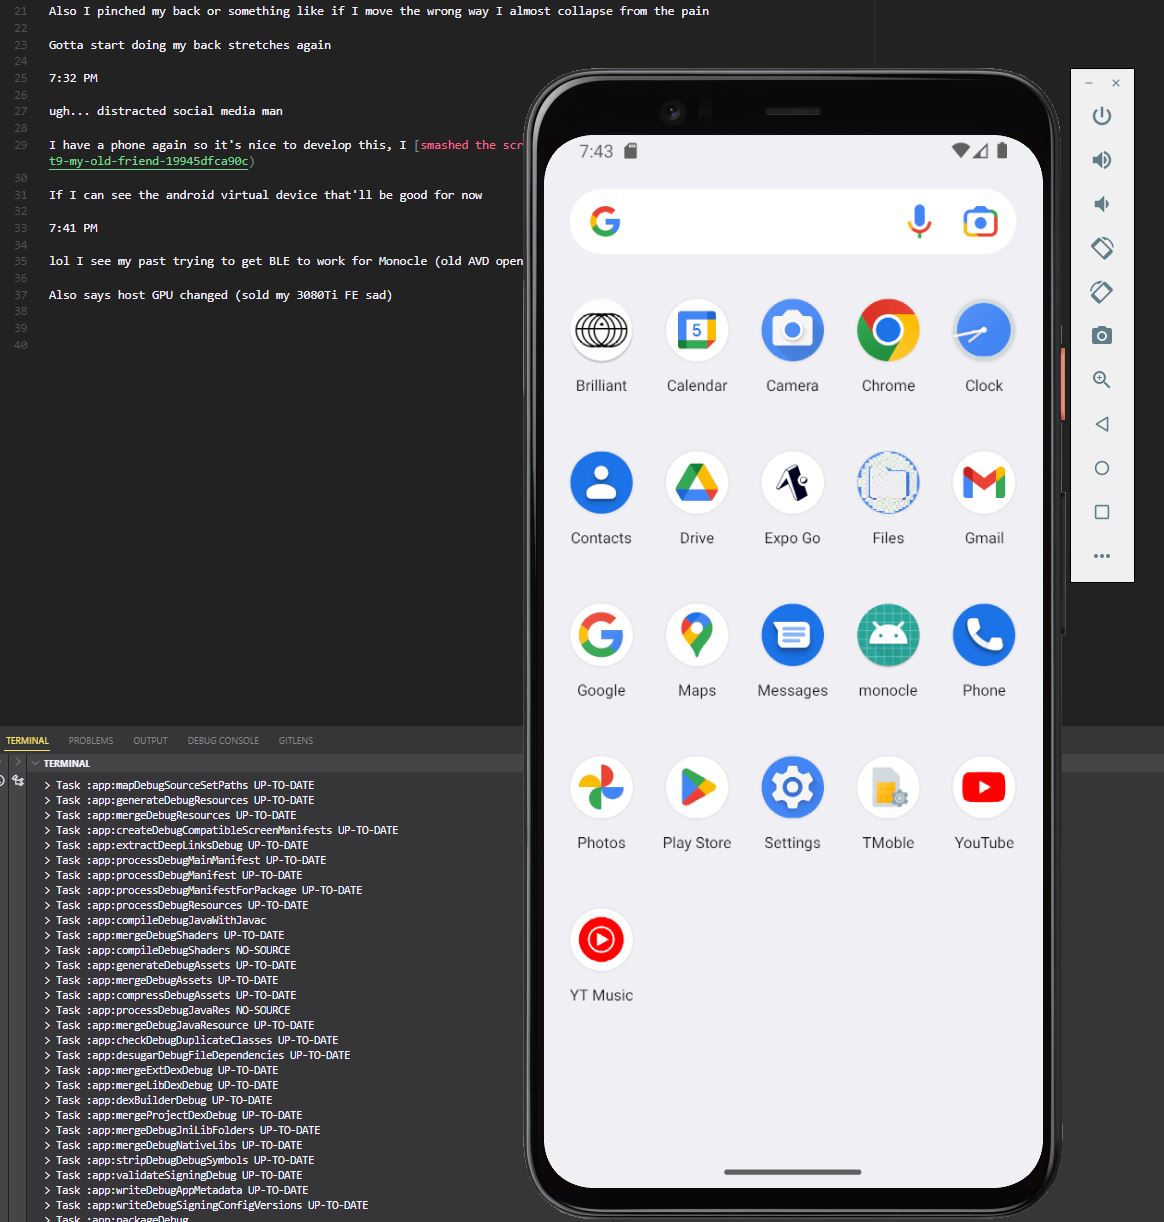 21 Also I pinched my back or something like if I move the wrong way I almost collapse from the pain
22
23 Gotta start doing my back stretches again
24
25 7:32 PM
26
27 ugh... distracted social media man
28
29 I have a phone again so it's nice to develop this, I [smashed the scr
t9-my-old-friend-19945dfca90c)
30
31 If I can see the android virtual device that'll be good for now
32
33 7:41 PM
34
35 lol I see my past trying to get BLE to work for Monocle (old AVD open
36
37 Also says host GPU changed (sold my 3080Ti FE sad)
38
39
40
7:43
5
Brilliant Calendar Camera Chrome Clock
Contacts Drive Expo Go Files Gmail
Google Maps Messages monocle Phone
Photos Play Store Settings TMoble YouTube
YT Music
TERMINAL PROBLEMS OUTPUT DEBUG CONSOLE GITLENS
TERMINAL
> Task :app:mapDebugSourceSetPaths UP-TO-DATE
> Task :app:generateDebugResources UP-TO-DATE
> Task :app:mergeDebugResources UP-TO-DATE
> Task :app:createDebugCompatibleScreenManifests UP-TO-DATE
> Task :app:extractDeepLinksDebug UP-TO-DATE
> Task :app:processDebugMainManifest UP-TO-DATE
> Task :app:processDebugManifest UP-TO-DATE
> Task :app:processDebugManifestForPackage UP-TO-DATE
> Task :app:processDebugResources UP-TO-DATE
> Task :app:compileDebugJavaWithJavac
> Task :app:mergeDebugShaders UP-TO-DATE
> Task :app:compileDebugShaders NO-SOURCE
> Task :app:generateDebugAssets UP-TO-DATE
> Task :app:mergeDebugAssets UP-TO-DATE
> Task :app:compressDebugAssets UP-TO-DATE
> Task :app:processDebugJavaRes NO-SOURCE
> Task :app:mergeDebugJavaResource UP-TO-DATE
> Task :app:checkDebugDuplicateClasses UP-TO-DATE
> Task :app:desugarDebugFileDependencies UP-TO-DATE
> Task :app:mergeExtDexDebug UP-TO-DATE
> Task :app:mergeLibDexDebug UP-TO-DATE
> Task :app:dexBuilderDebug UP-TO-DATE
> Task :app:mergeProjectDexDebug UP-TO-DATE
> Task :app:mergeDebugJniLibFolders UP-TO-DATE
> Task :app:mergeDebugNativeLibs UP-TO-DATE
> Task :app:stripDebugDebugSymbols UP-TO-DATE
> Task :app:validateSigningDebug UP-TO-DATE
> Task :app:writeDebugAppMetadata UP-TO-DATE
> Task :app:writeDebugSigningConfigVersions UP-TO-DATE
> Task :app:packageDebug